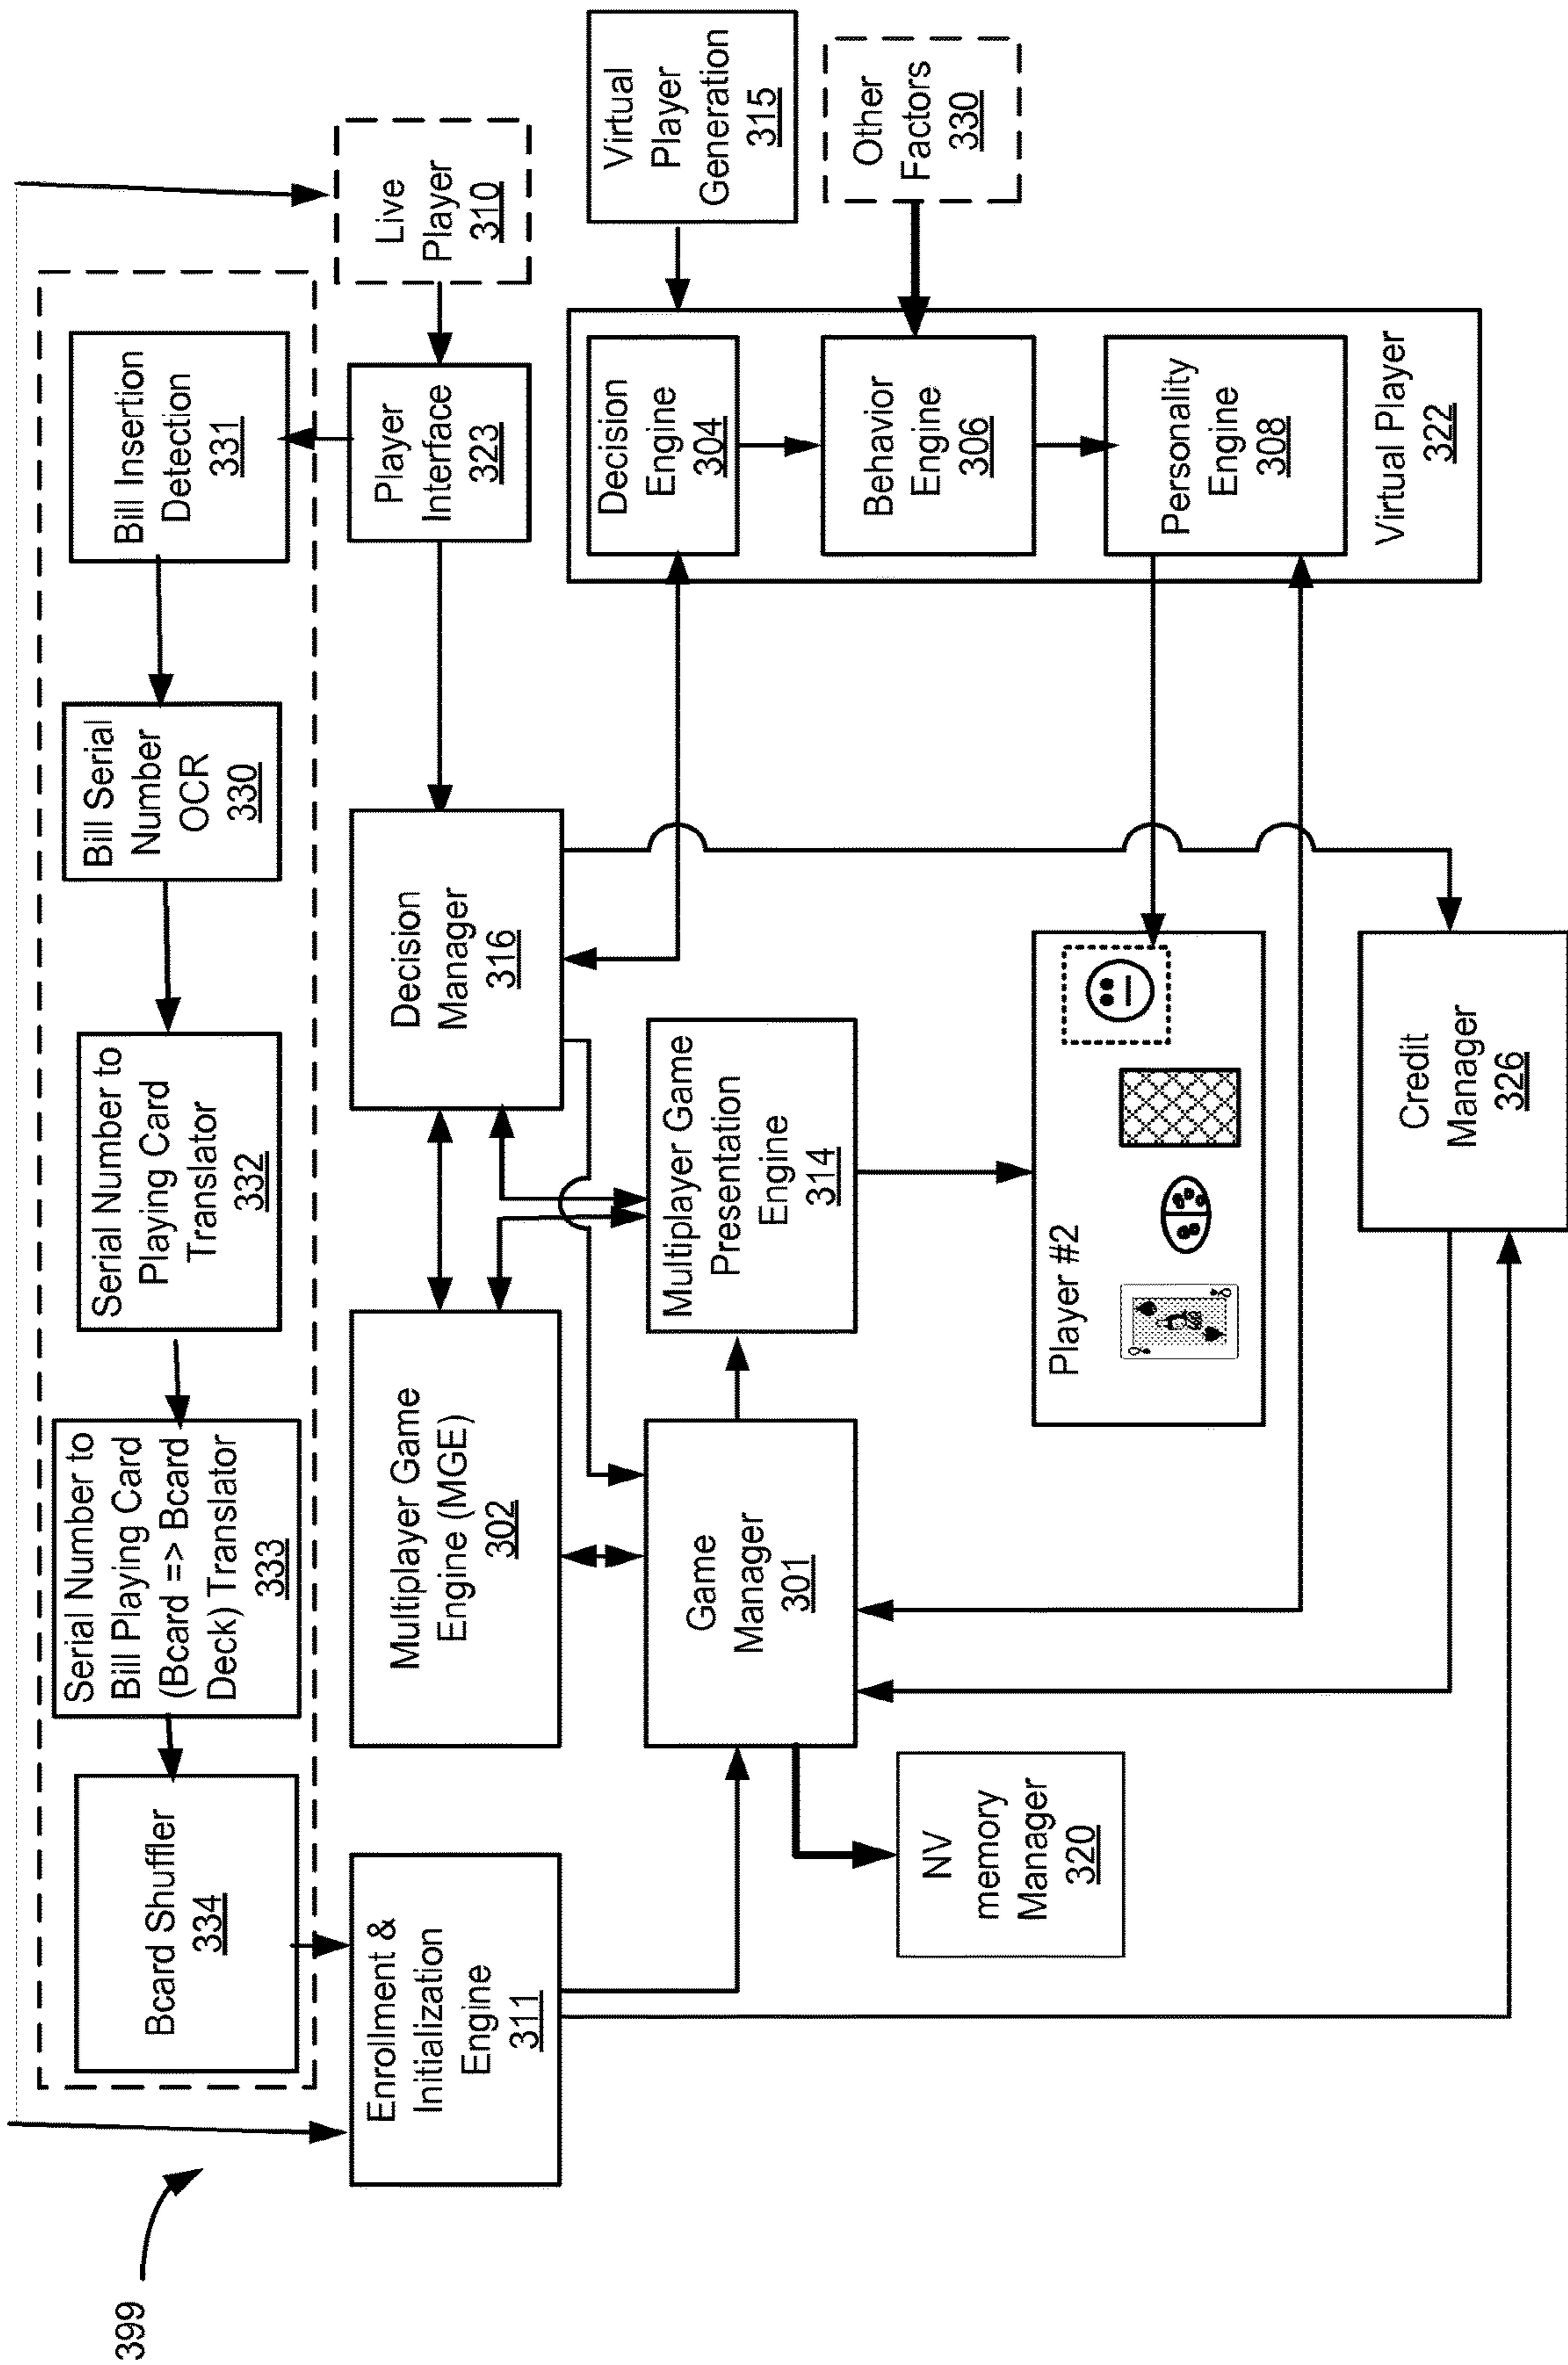 399
Bcard Shuffler
334
Serial Number to
Bill Playing Card
(Bcard => Bcard
Deck) Translator
333
Serial Number to
Playing Card
Translator
332
Bill Serial
Number
OCR
330
Bill Insertion
Detection
331
Enrollment &
Initialization
Engine
311
Multiplayer Game
Engine (MGE)
302
Decision
Manager
316
Player
Interface
323
Live
Player
310
Game
Manager
301
Multiplayer Game
Presentation
Engine
314
Decision
Engine
304
Virtual
Player
Generation
315
NV
memory
Manager
320
Player #2
Behavior
Engine
306
Other
Factors
330
Personality
Engine
308
Virtual Player
322
Credit
Manager
326